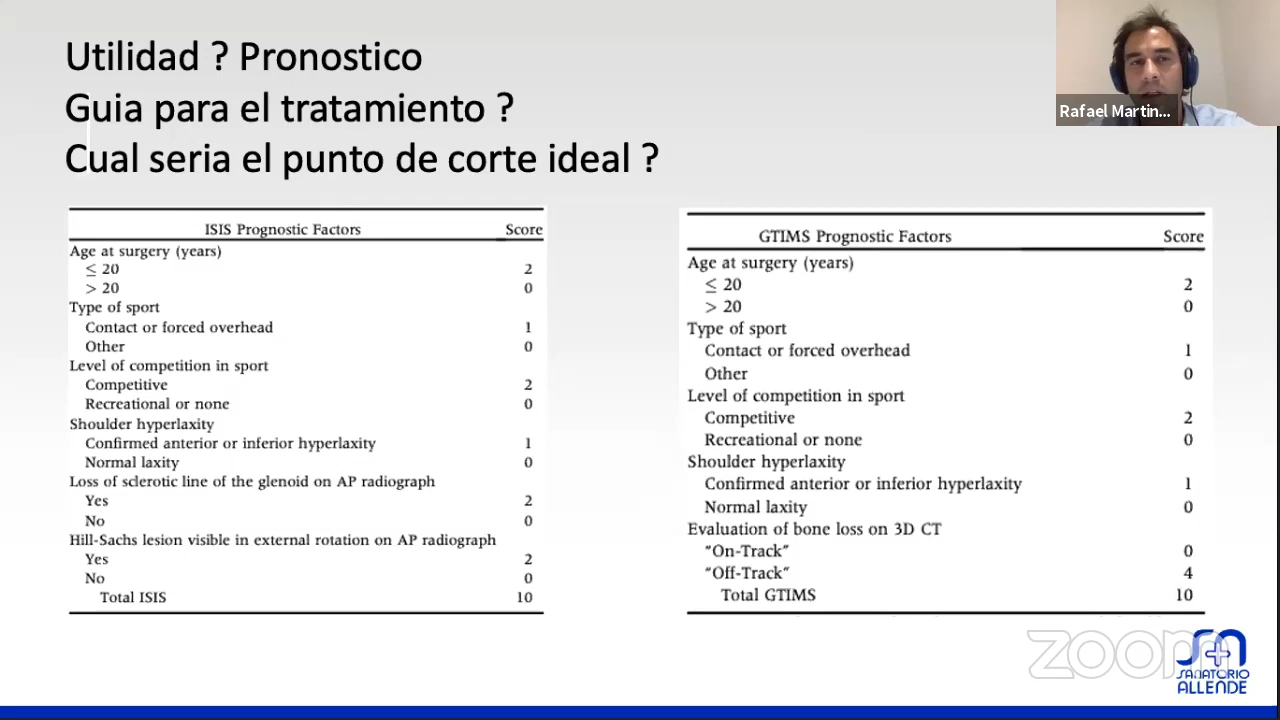 Utilidad ? Pronostico
Guia para el tratamiento ?
Cual seria el punto de corte ideal ?
Rafael Martin...
ISIS Prognostic Factors Score
Age at surgery (years)
≤ 20 2
> 20 0
Type of sport
Contact or forced overhead 1
Other 0
Level of competition in sport
Competitive 2
Recreational or none 0
Shoulder hyperlaxity
Confirmed anterior or inferior hyperlaxity 1
Normal laxity 0
Loss of sclerotic line of the glenoid on AP radiograph
Yes 2
No 0
Hill-Sachs lesion visible in external rotation on AP radiograph
Yes 2
No 0
Total ISIS 10
GTIMS Prognostic Factors Score
Age at surgery (years)
≤ 20 2
> 20 0
Type of sport
Contact or forced overhead 1
Other 0
Level of competition in sport
Competitive 2
Recreational or none 0
Shoulder hyperlaxity
Confirmed anterior or inferior hyperlaxity 1
Normal laxity 0
Evaluation of bone loss on 3D CT
"On-Track" 0
"Off-Track" 4
Total GTIMS 10
zoom
SANATORIO
ALLENDE